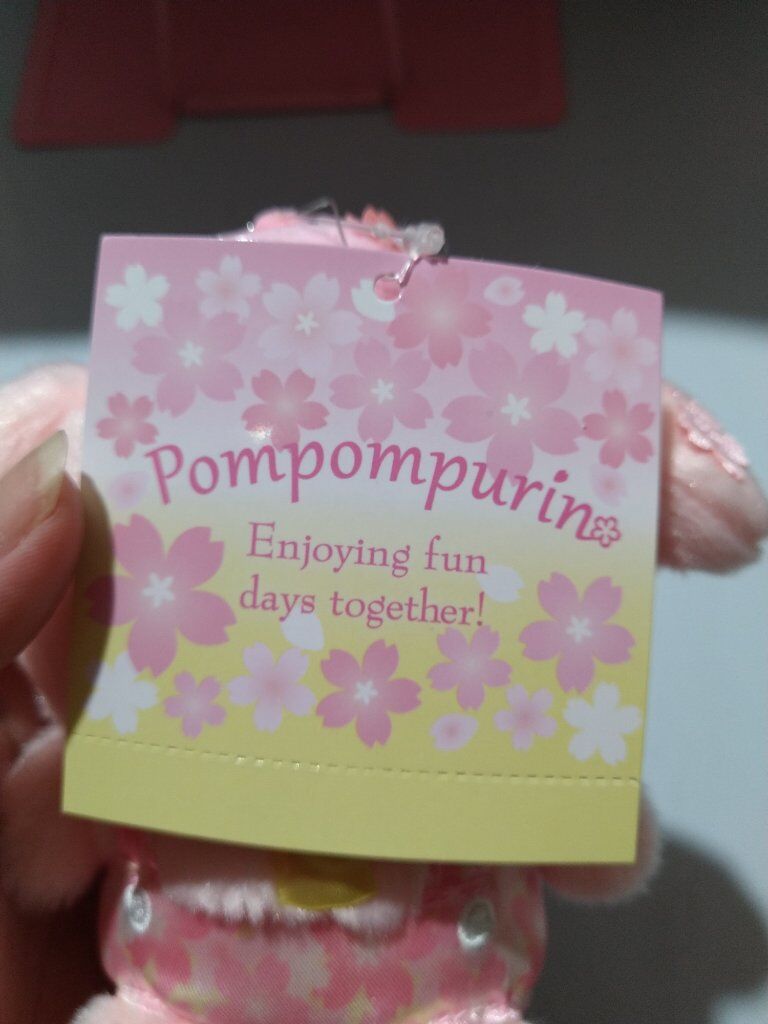 Pompompurin
Enjoying fun
days together!